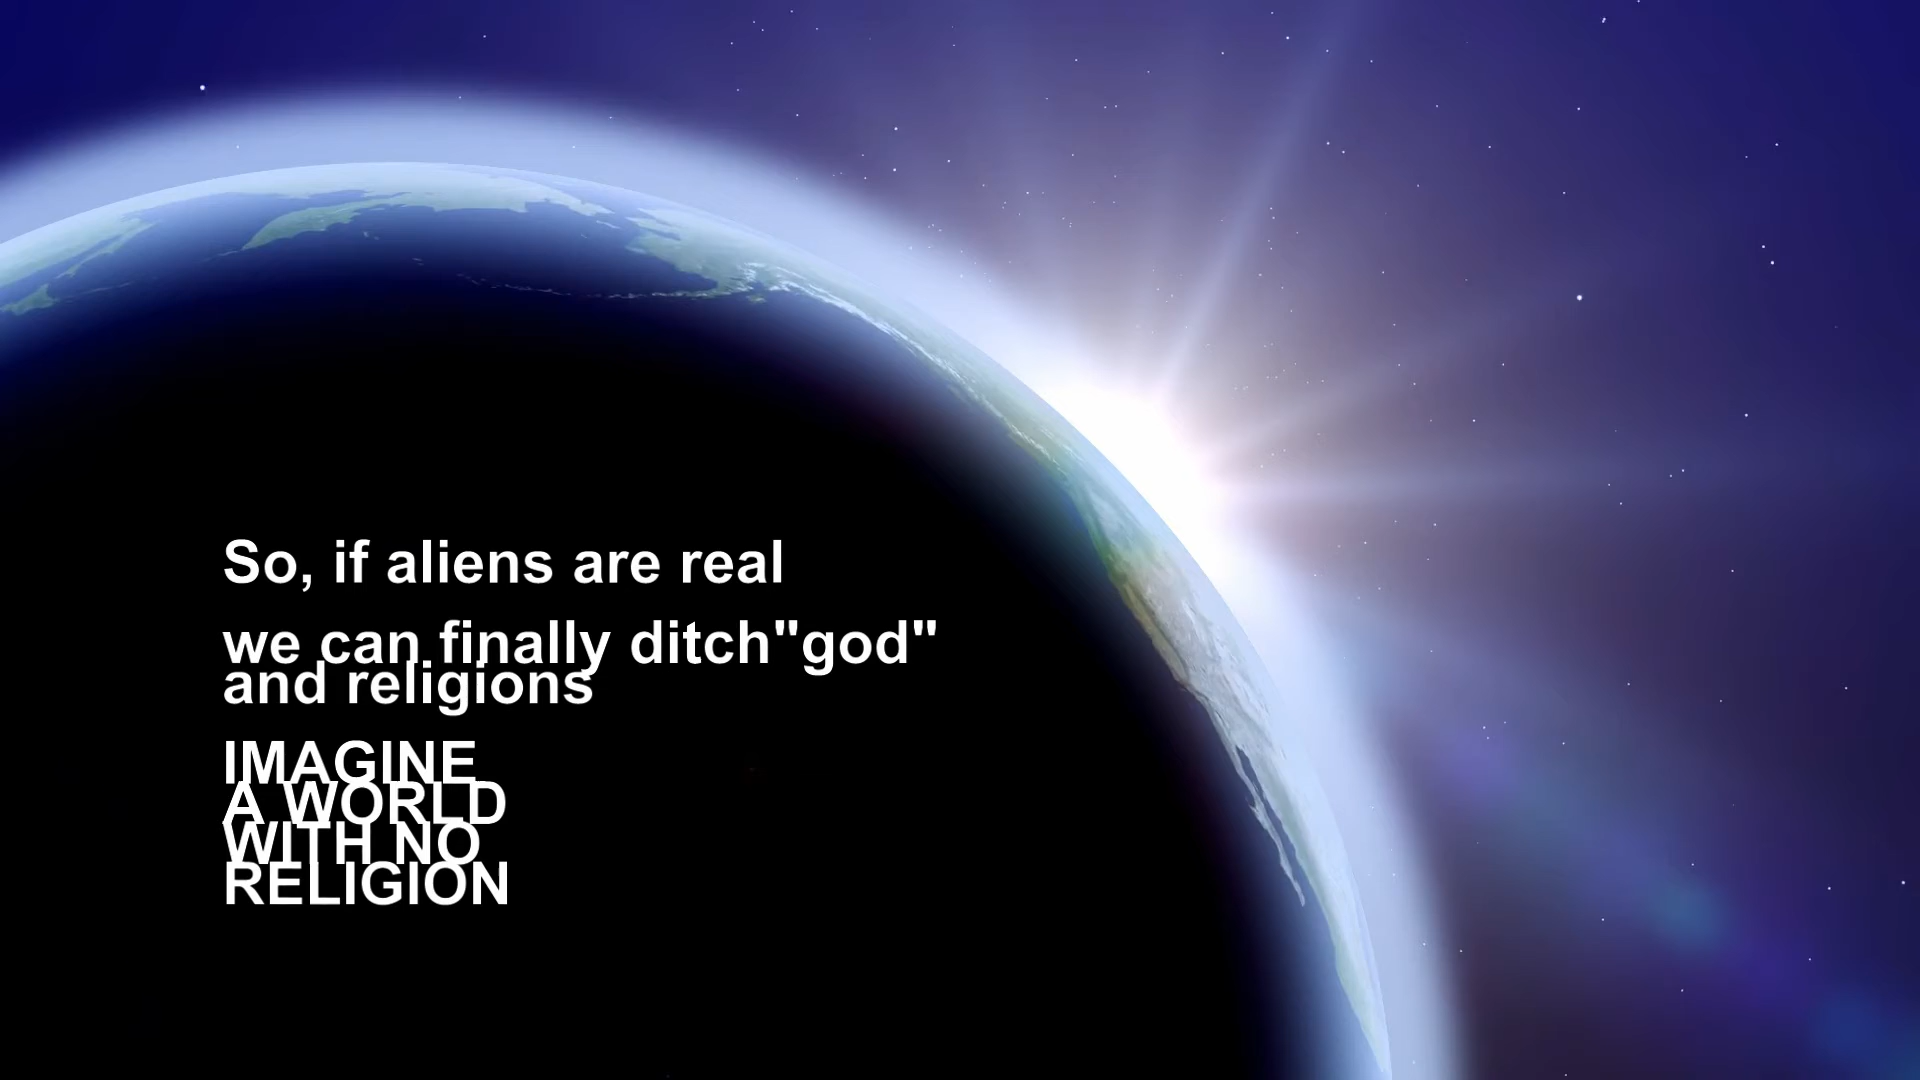 So, if aliens are real
we can finally ditch"god"
and religions
IMAGINE
A WORLD
WITH NO
RELIGION